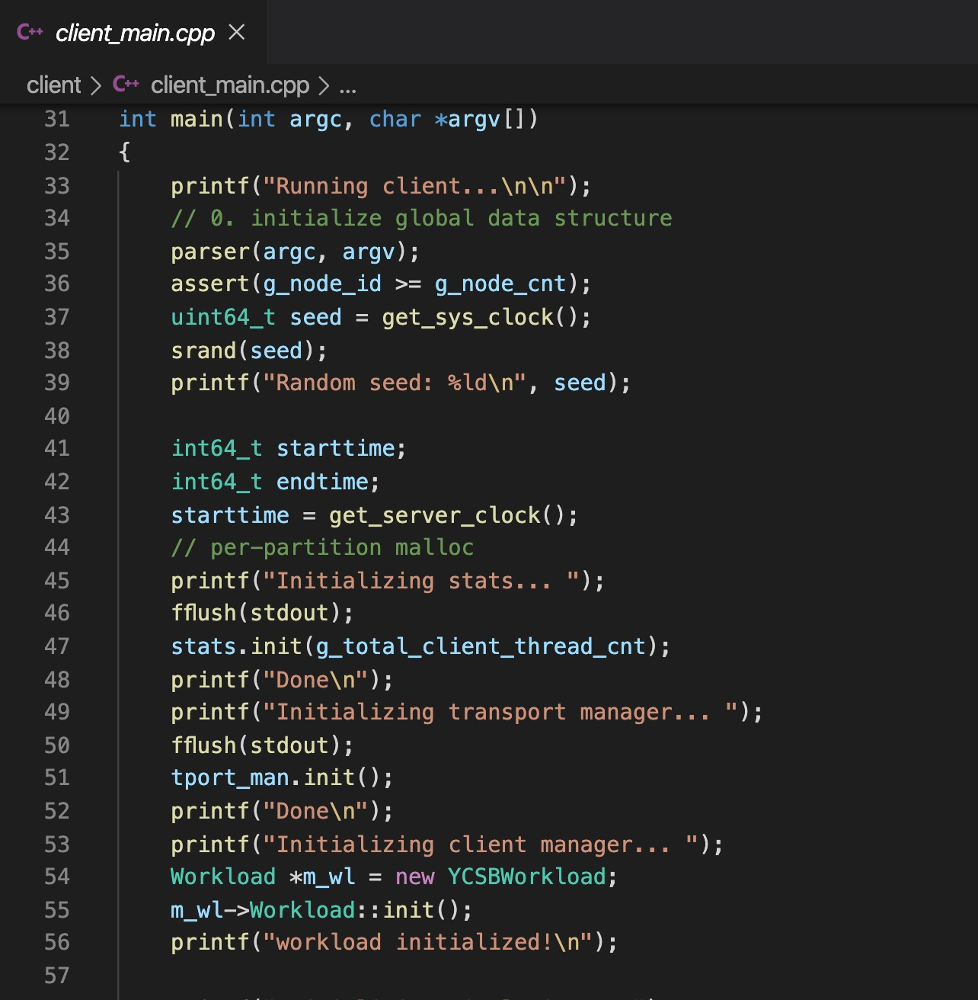 C++ client_main.cpp ×
client > C++ client_main.cpp > ...
31 int main(int argc, char *argv[])
32 {
33 printf("Running client...\n\n");
34 // 0. initialize global data structure
35 parser(argc, argv);
36 assert(g_node_id >= g_node_cnt);
37 uint64_t seed = get_sys_clock();
38 srand(seed);
39 printf("Random seed: %ld\n", seed);
40
41 int64_t starttime;
42 int64_t endtime;
43 starttime = get_server_clock();
44 // per-partition malloc
45 printf("Initializing stats... ");
46 fflush(stdout);
47 stats.init(g_total_client_thread_cnt);
48 printf("Done\n");
49 printf("Initializing transport manager... ");
50 fflush(stdout);
51 tport_man.init();
52 printf("Done\n");
53 printf("Initializing client manager... ");
54 Workload *m_wl = new YCSBWorkload;
55 m_wl->Workload::init();
56 printf("workload initialized!\n");
57